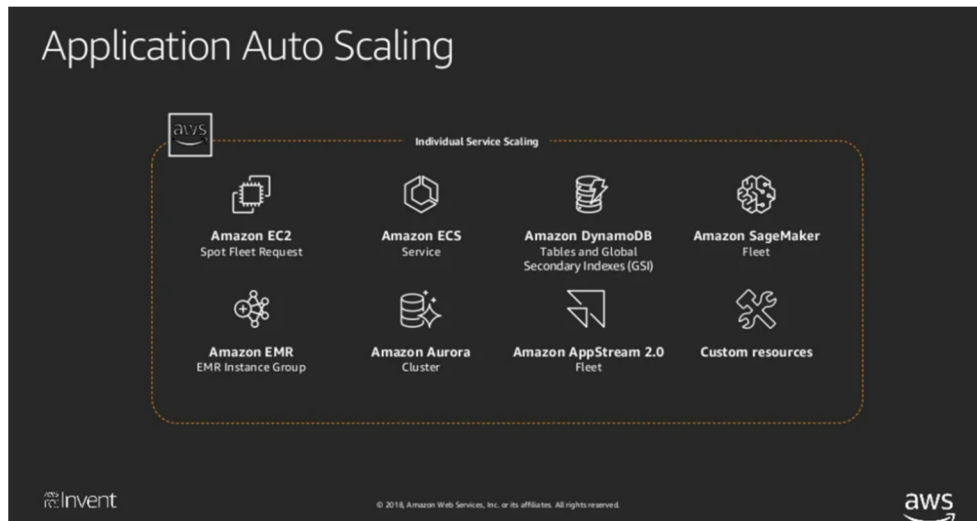 Application Auto Scaling
aws
Individual Service Scaling
Amazon EC2
Spot Fleet Request
Amazon ECS
Service
Amazon DynamoDB
Tables and Global
Secondary Indexes (GSI)
Amazon SageMaker
Fleet
Amazon EMR
EMR Instance Group
Amazon Aurora
Cluster
Amazon AppStream 2.0
Fleet
Custom resources
aws
re:Invent
© 2018, Amazon Web Services, Inc. or its affiliates. All rights reserved.
aws